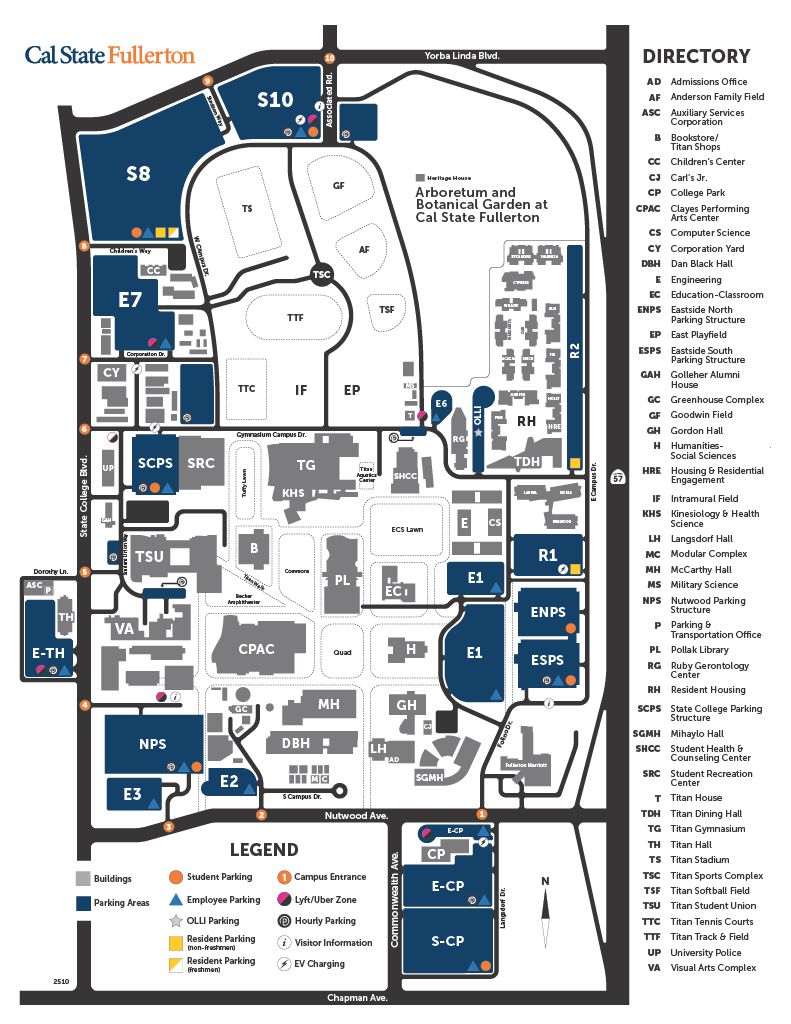 Cal State Fullerton
Yorba Linda Blvd.
10
9
S10
Associated Rd.
S8
GF
TS
Heritage House
Arboretum and
Botanical Garden at
Cal State Fullerton
AF
W Campus Dr.
8
Children's Way
CC
E7
TSC
TSF
TTF
R2
7
Corporation Dr.
CY
TTC
IF
EP
MS
T
E6
OLLI
RG
RH
HRE
TDH
6
Gymnasium Campus Dr.
State College Blvd.
UP
SCPS
SRC
Tuffy Lawn
TG
KHS
Titan
Aquatics
Center
SHCC
E Campus Dr.
57
GAH
ECS Lawn
E
CS
TSU
B
Commons
PL
R1
Dorothy Ln.
5
ASC
P
Titan Walk
Becker
Amphitheater
EC
E1
TH
E-TH
VA
CPAC
Quad
H
E1
ENPS
ESPS
4
GC
MH
GH
CJ
Folino Dr.
NPS
DBH
LH
AD
SGMH
Fullerton Marriott
E3
E2
MC
S Campus Dr.
3
2
Nutwood Ave.
1
Commonwealth Ave.
E-CP
CP
E-CP
S-CP
Langsdorf Dr.
N
Chapman Ave.
2510
LEGEND
Buildings
Parking Areas
Student Parking
Employee Parking
OLLI Parking
Resident Parking
(non-freshmen)
Resident Parking
(freshmen)
1 Campus Entrance
Lyft/Uber Zone
P Hourly Parking
i Visitor Information
EV Charging
DIRECTORY
AD Admissions Office
AF Anderson Family Field
ASC Auxiliary Services
Corporation
B Bookstore/
Titan Shops
CC Children's Center
CJ Carl's Jr.
CP College Park
CPAC Clayes Performing
Arts Center
CS Computer Science
CY Corporation Yard
DBH Dan Black Hall
E Engineering
EC Education-Classroom
ENPS Eastside North
Parking Structure
EP East Playfield
ESPS Eastside South
Parking Structure
GAH Golleher Alumni
House
GC Greenhouse Complex
GF Goodwin Field
GH Gordon Hall
H Humanities-
Social Sciences
HRE Housing & Residential
Engagement
IF Intramural Field
KHS Kinesiology & Health
Science
LH Langsdorf Hall
MC Modular Complex
MH McCarthy Hall
MS Military Science
NPS Nutwood Parking
Structure
P Parking &
Transportation Office
PL Pollak Library
RG Ruby Gerontology
Center
RH Resident Housing
SCPS State College Parking
Structure
SGMH Mihaylo Hall
SHCC Student Health &
Counseling Center
SRC Student Recreation
Center
T Titan House
TDH Titan Dining Hall
TG Titan Gymnasium
TH Titan Hall
TS Titan Stadium
TSC Titan Sports Complex
TSF Titan Softball Field
TSU Titan Student Union
TTC Titan Tennis Courts
TTF Titan Track & Field
UP University Police
VA Visual Arts Complex